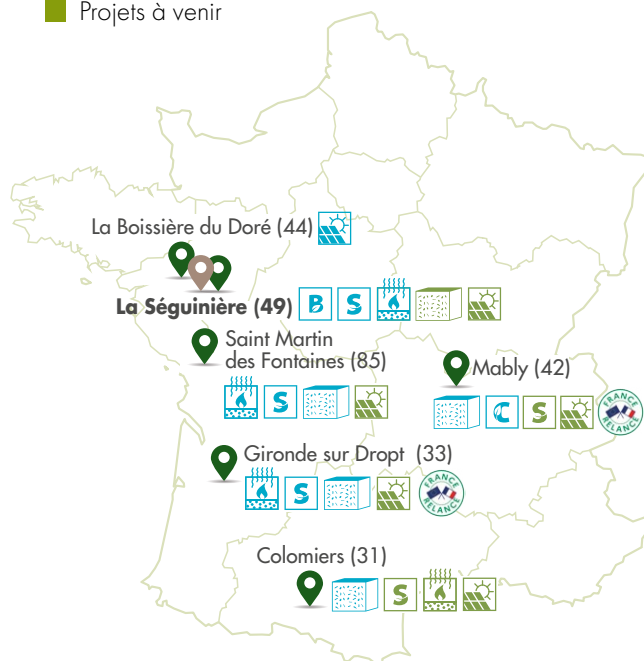 Projets à venir
La Boissière du Doré (44)
La Séguinière (49) B S
Saint Martin
des Fontaines (85)
S
Mably (42)
C S
FRANCE
RELANCE
Gironde sur Dropt (33)
S
FRANCE
RELANCE
Colomiers (31)
S